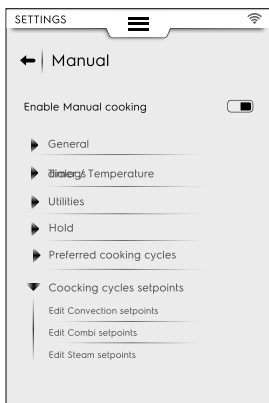 SETTINGS
Manual
Enable Manual cooking
General
/ Temperature
Utilities
Hold
Preferred cooking cycles
Coocking cycles setpoints
Edit Convection setpoints
Edit Combi setpoints
Edit Steam setpoints